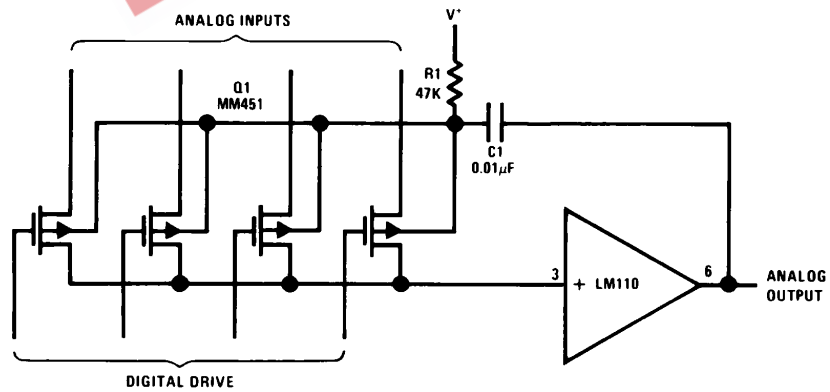 ANALOG INPUTS
V+
R1
47K
Q1
MM451
C1
0.01μF
3
+ LM110
6
ANALOG
OUTPUT
DIGITAL DRIVE